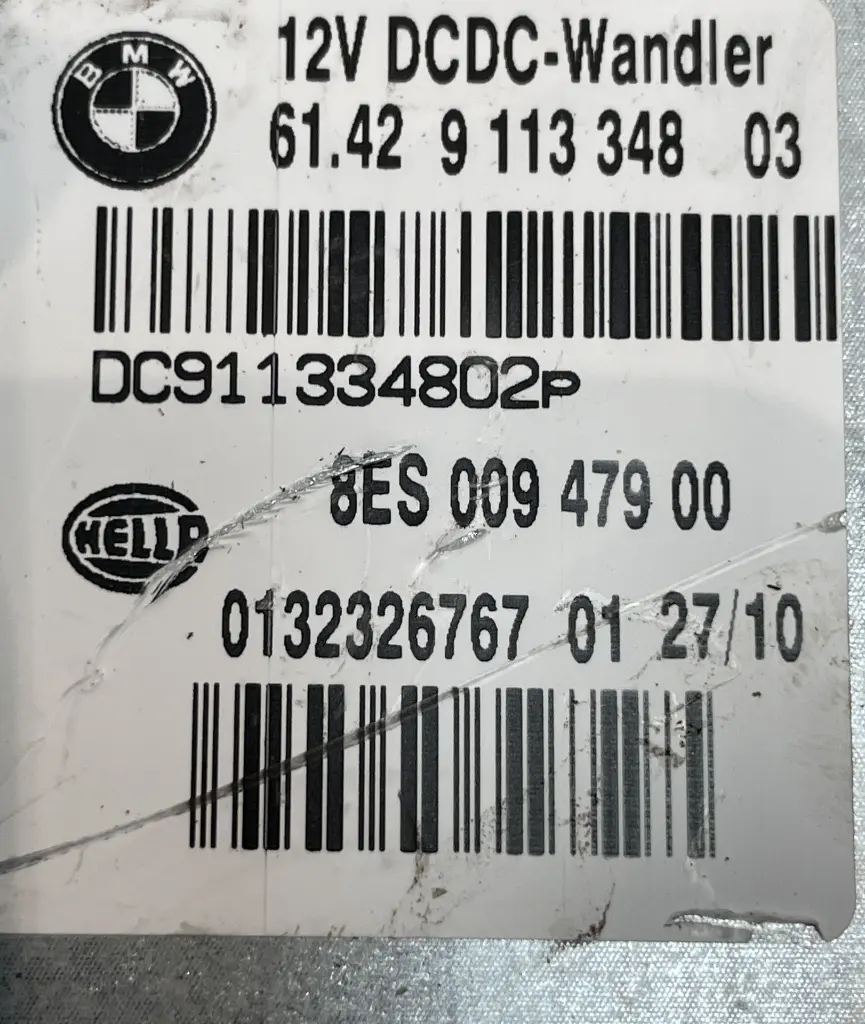 BMW
12V DCDC-Wandler
61.42 9 113 348 03
DC911334802P
HELLA
8ES 009 479 00
0132326767 01 27/10